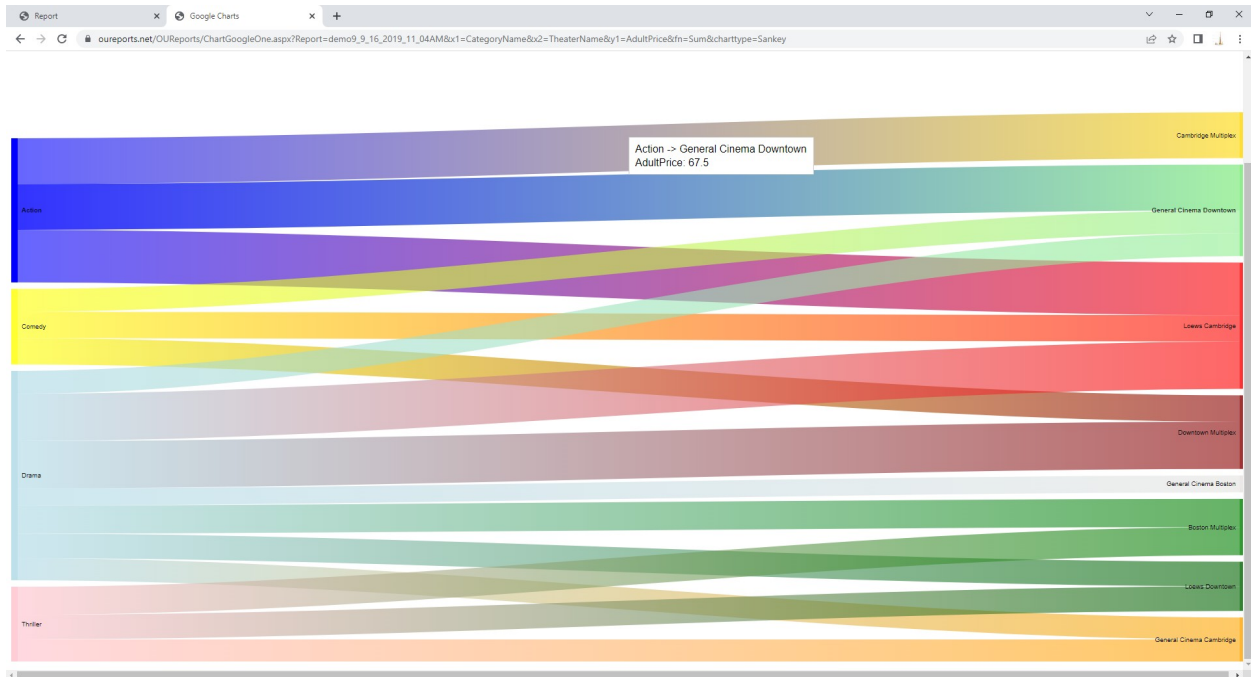 Report
Google Charts
oureports.net/OUReports/ChartGoogleOne.aspx?Report=demo9_9_16_2019_11_04AM&x1=CategoryName&x2=TheaterName&y1=AdultPrice&fn=Sum&charttype=Sankey
Cambridge Multiplex
Action -> General Cinema Downtown
AdultPrice: 67.5
Action
General Cinema Downtown
Comedy
Loews Cambridge
Downtown Multiplex
Drama
General Cinema Boston
Boston Multiplex
Loews Downtown
Thriller
General Cinema Cambridge